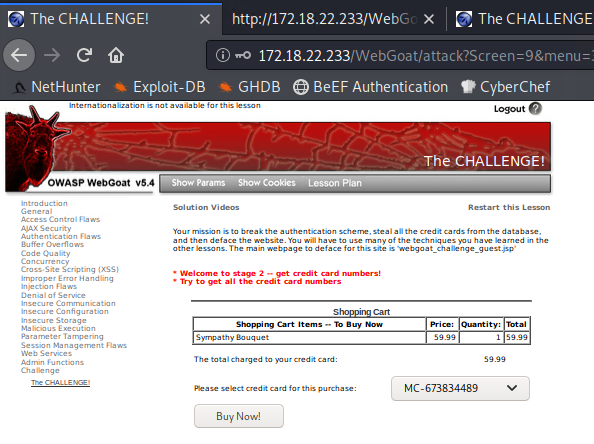 The CHALLENGE!
http://172.18.22.233/WebGo
The CHALLENGE
172.18.22.233/WebGoat/attack?Screen=9&menu=
NetHunter Exploit-DB GHDB BeEF Authentication CyberChef
Internationalization is not available for this lesson
Logout ?
The CHALLENGE!
OWASP WebGoat v5.4
Show Params Show Cookies Lesson Plan
Introduction
General
Access Control Flaws
AJAX Security
Authentication Flaws
Buffer Overflows
Code Quality
Concurrency
Cross-Site Scripting (XSS)
Improper Error Handling
Injection Flaws
Denial of Service
Insecure Communication
Insecure Configuration
Insecure Storage
Malicious Execution
Parameter Tampering
Session Management Flaws
Web Services
Admin Functions
Challenge
The CHALLENGE!
Solution Videos
Restart this Lesson
Your mission is to break the authentication scheme, steal all the credit cards from the database,
and then deface the website. You will have to use many of the techniques you have learned in the
other lessons. The main webpage to deface for this site is 'webgoat_challenge_guest.jsp'
* Welcome to stage 2 -- get credit card numbers!
* Try to get all the credit card numbers
Shopping Cart
Shopping Cart Items -- To Buy Now Price: Quantity: Total
Sympathy Bouquet 59.99 1 59.99
The total charged to your credit card: 59.99
Please select credit card for this purchase: MC-673834489
Buy Now!